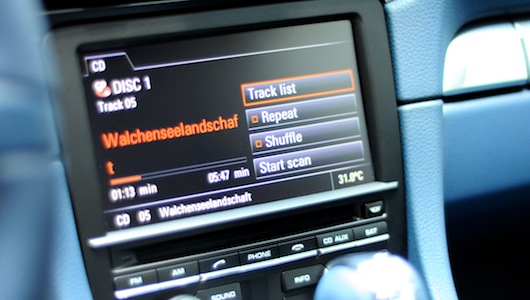 CD
DISC 1
Track 05
Walchenseelandschaf
t
01:13 min 05:47 min
Track list
Repeat
Shuffle
Start scan
31.0°C
CD 05 Walchenseelandschaft
FM AM PHONE CD AUX SAT
SOUND INFO